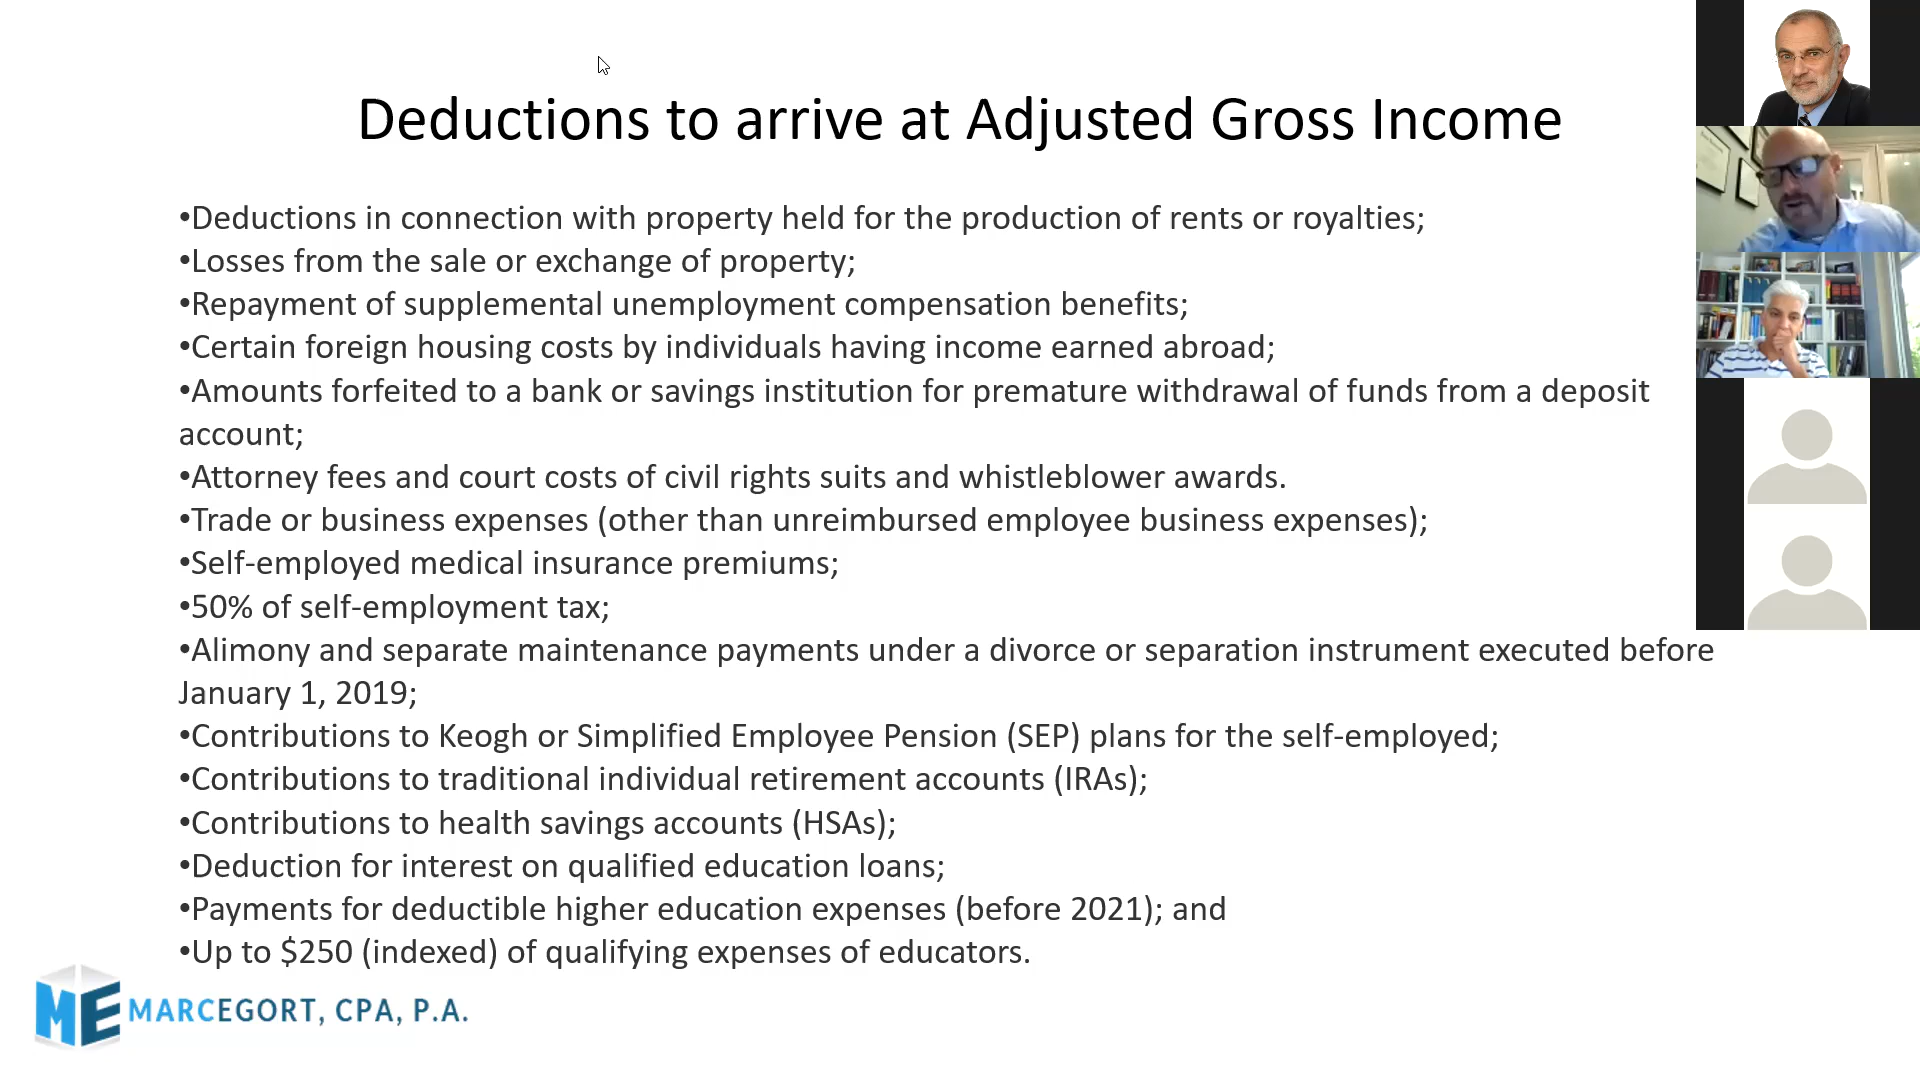 Deductions to arrive at Adjusted Gross Income
•Deductions in connection with property held for the production of rents or royalties;
•Losses from the sale or exchange of property;
•Repayment of supplemental unemployment compensation benefits;
•Certain foreign housing costs by individuals having income earned abroad;
•Amounts forfeited to a bank or savings institution for premature withdrawal of funds from a deposit
account;
•Attorney fees and court costs of civil rights suits and whistleblower awards.
•Trade or business expenses (other than unreimbursed employee business expenses);
•Self-employed medical insurance premiums;
•50% of self-employment tax;
•Alimony and separate maintenance payments under a divorce or separation instrument executed before
January 1, 2019;
•Contributions to Keogh or Simplified Employee Pension (SEP) plans for the self-employed;
•Contributions to traditional individual retirement accounts (IRAs);
•Contributions to health savings accounts (HSAs);
•Deduction for interest on qualified education loans;
•Payments for deductible higher education expenses (before 2021); and
•Up to $250 (indexed) of qualifying expenses of educators.
ME MARCEGORT, CPA, P.A.